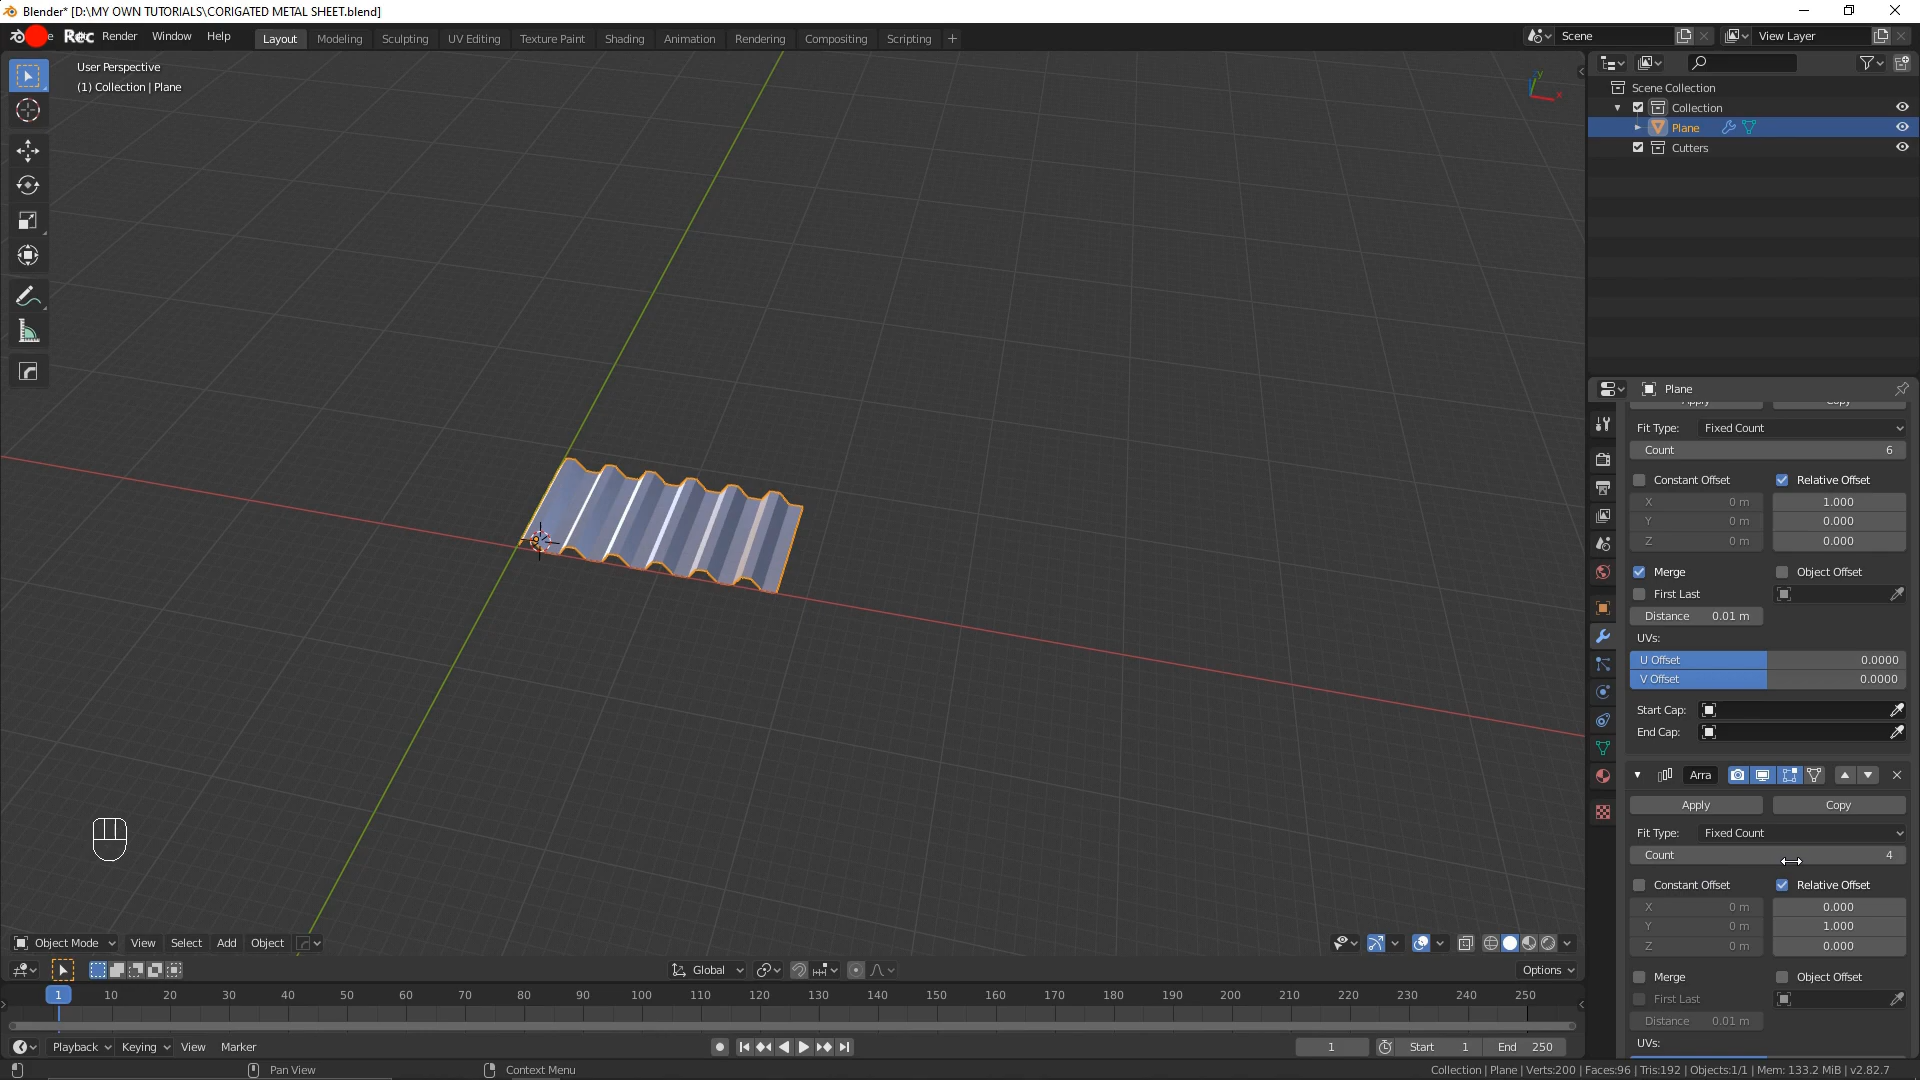 Blender* [D:\MY OWN TUTORIALS\CORIGATED METAL SHEET.blend]
Rec Render Window Help Layout Modeling Sculpting UV Editing Texture Paint Shading Animation Rendering Compositing Scripting Scene View Layer
User Perspective
(1) Collection | Plane
y
x
Scene Collection
Collection
Plane
Cutters
Plane
Apply Copy
Fit Type: Fixed Count
Count 6
Constant Offset Relative Offset
X 0 m 1.000
Y 0 m 0.000
Z 0 m 0.000
Merge Object Offset
First Last
Distance 0.01 m
UVs:
U Offset 0.0000
V Offset 0.0000
Start Cap:
End Cap:
Arra
Apply Copy
Fit Type: Fixed Count
Count 4
Constant Offset Relative Offset
X 0 m 0.000
Y 0 m 1.000
Z 0 m 0.000
Merge Object Offset
First Last
Distance 0.01 m
UVs:
Object Mode View Select Add Object
Global Options
1 10 20 30 40 50 60 70 80 90 100 110 120 130 140 150 160 170 180 190 200 210 220 230 240 250
Playback Keying View Marker 1 Start 1 End 250
Pan View Context Menu Collection | Plane | Verts:200 | Faces:96 | Tris:192 | Objects:1/1 | Mem: 133.2 MiB | v2.82.7